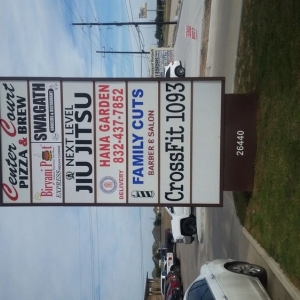 Center Court
PIZZA & BREW
SWAGATH
Biryani Pot
EXPRESS
NEXT LEVEL
JIU JITSU
HANA GARDEN
DELIVERY 832-437-7852
FAMILY CUTS
BARBER E SALON
CrossFit 1093
26440